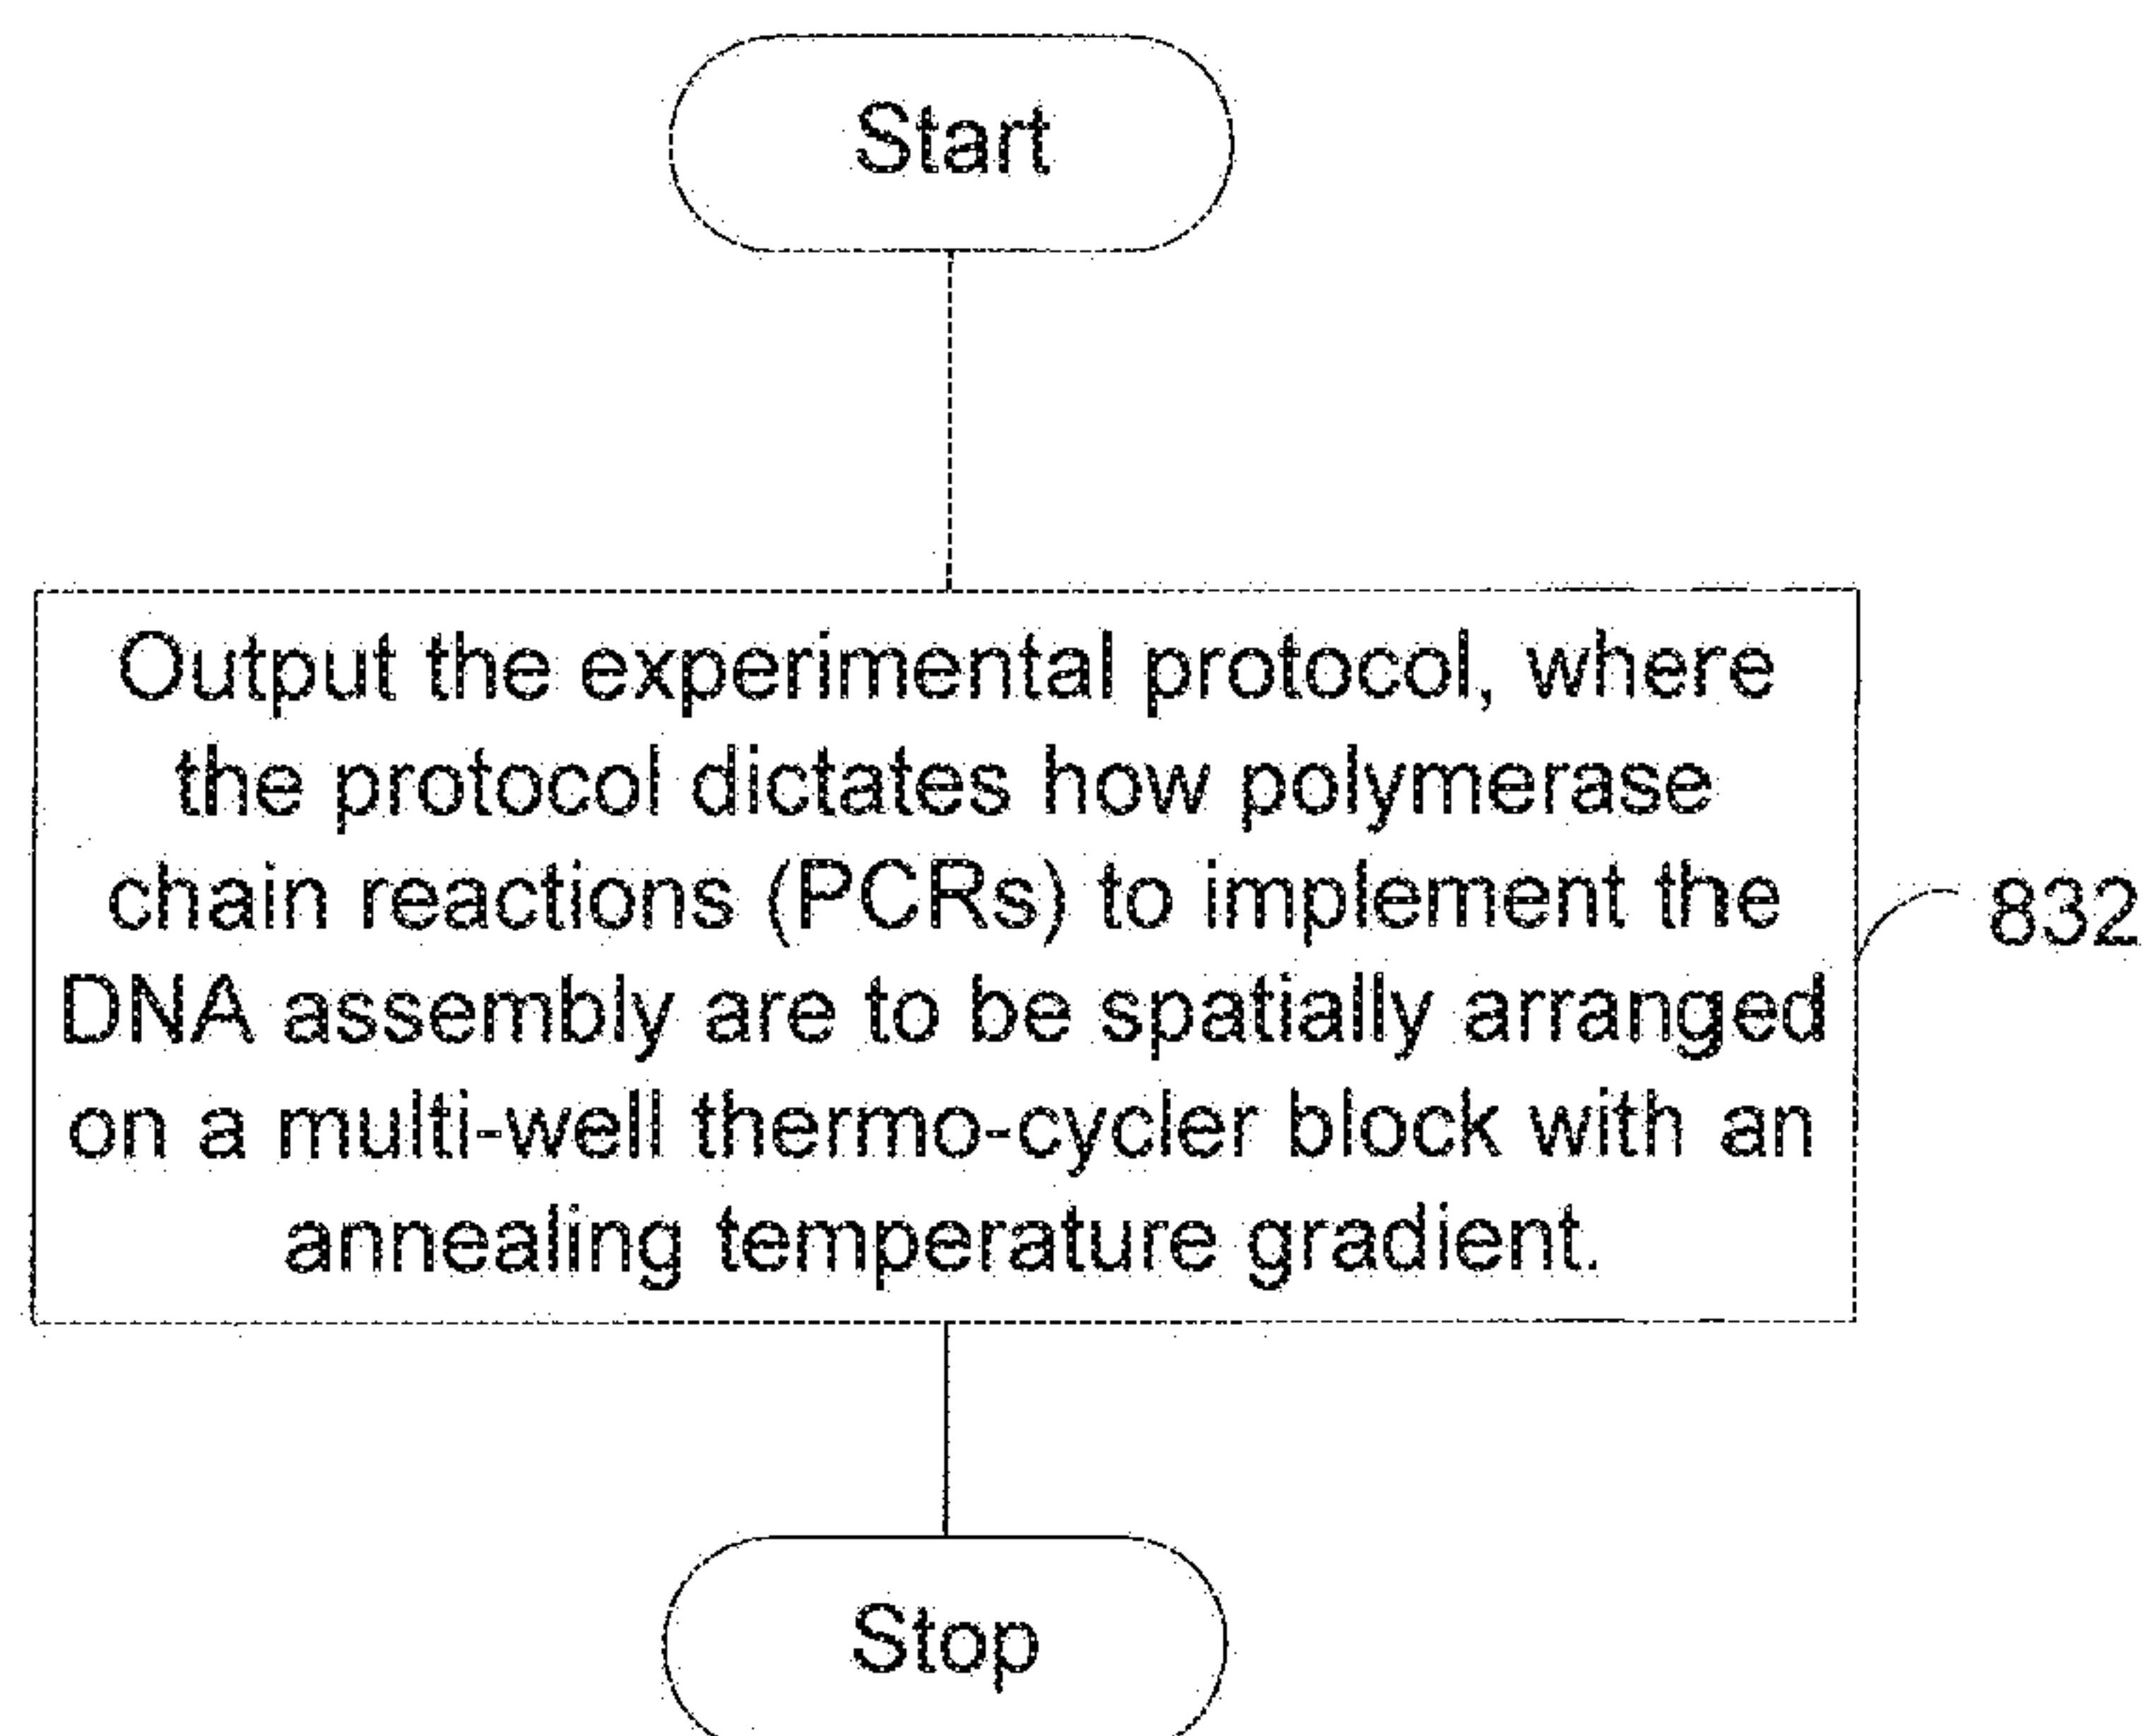 Start
Output the experimental protocol, where
the protocol dictates how polymerase
chain reactions (PCRs) to implement the
DNA assembly are to be spatially arranged
on a multi-well thermo-cycler block with an
annealing temperature gradient.
832
Stop